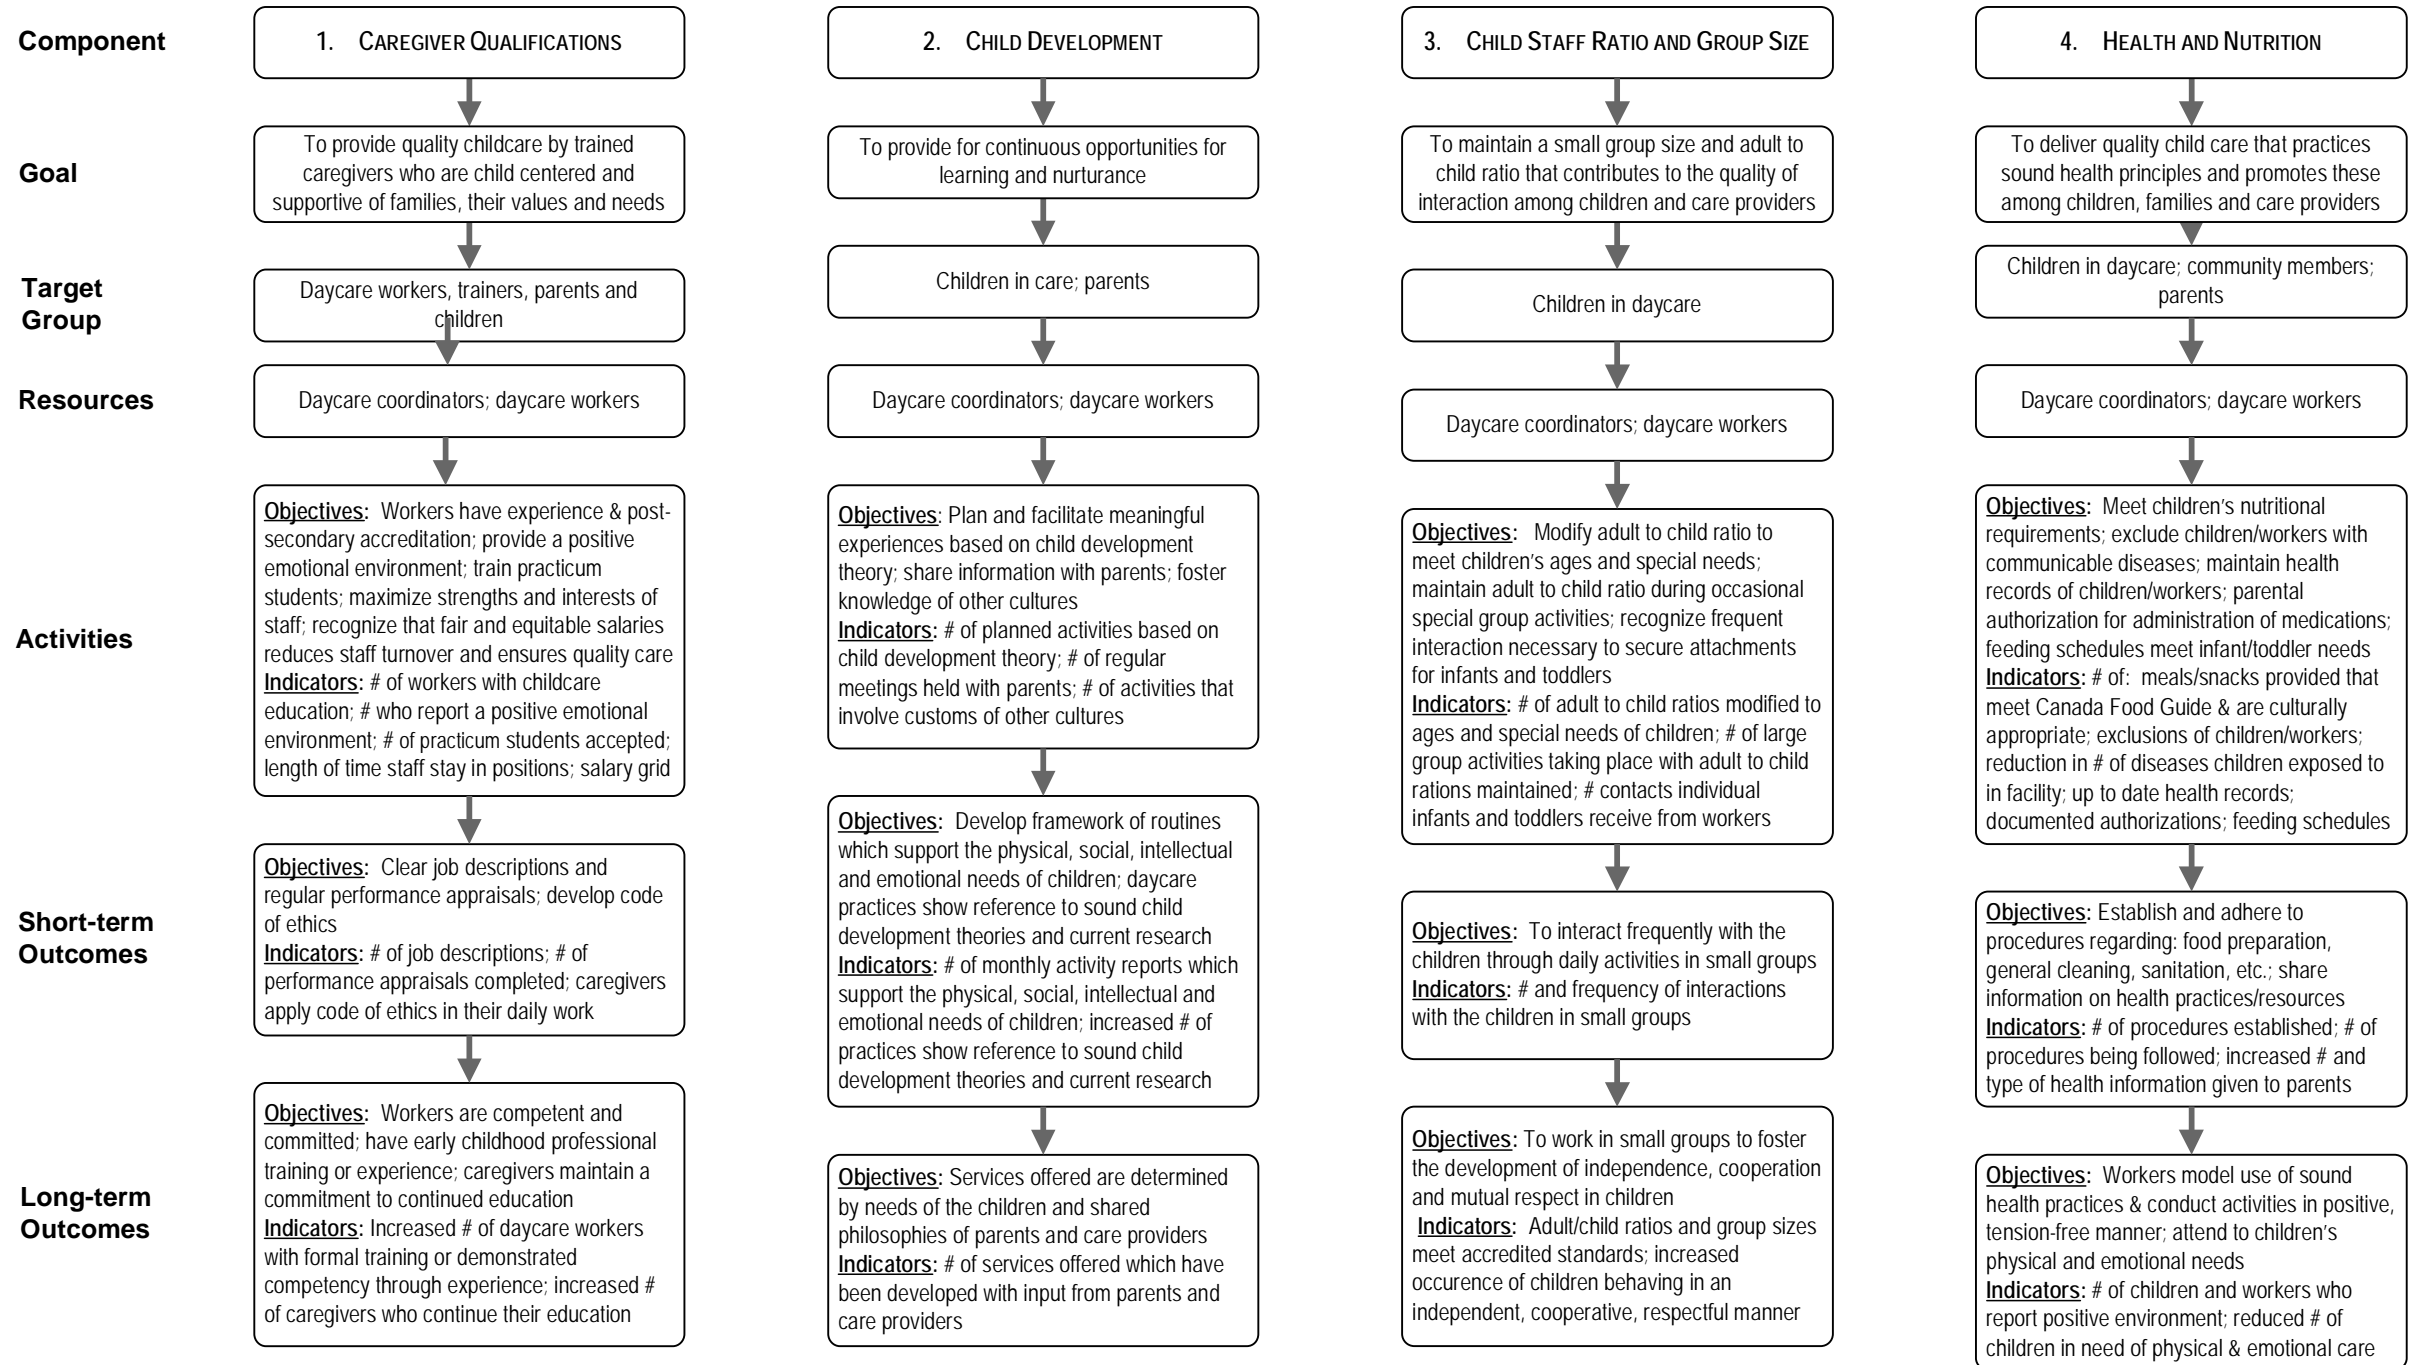 Component
1. CAREGIVER QUALIFICATIONS
2. CHILD DEVELOPMENT
3. CHILD STAFF RATIO AND GROUP SIZE
4. HEALTH AND NUTRITION
Goal
To provide quality childcare by trained
caregivers who are child centered and
supportive of families, their values and needs
To provide for continuous opportunities for
learning and nurturance
To maintain a small group size and adult to
child ratio that contributes to the quality of
interaction among children and care providers
To deliver quality child care that practices
sound health principles and promotes these
among children, families and care providers
Target
Group
Daycare workers, trainers, parents and
children
Children in care; parents
Children in daycare
Children in daycare; community members;
parents
Resources
Daycare coordinators; daycare workers
Daycare coordinators; daycare workers
Daycare coordinators; daycare workers
Daycare coordinators; daycare workers
Activities
Objectives: Workers have experience & post-
secondary accreditation; provide a positive
emotional environment; train practicum
students; maximize strengths and interests of
staff; recognize that fair and equitable salaries
reduces staff turnover and ensures quality care
Indicators: # of workers with childcare
education; # who report a positive emotional
environment; # of practicum students accepted;
length of time staff stay in positions; salary grid
Objectives: Plan and facilitate meaningful
experiences based on child development
theory; share information with parents; foster
knowledge of other cultures
Indicators: # of planned activities based on
child development theory; # of regular
meetings held with parents; # of activities that
involve customs of other cultures
Objectives: Modify adult to child ratio to
meet children's ages and special needs;
maintain adult to child ratio during occasional
special group activities; recognize frequent
interaction necessary to secure attachments
for infants and toddlers
Indicators: # of adult to child ratios modified to
ages and special needs of children; # of large
group activities taking place with adult to child
rations maintained; # contacts individual
infants and toddlers receive from workers
Objectives: Meet children's nutritional
requirements; exclude children/workers with
communicable diseases; maintain health
records of children/workers; parental
authorization for administration of medications;
feeding schedules meet infant/toddler needs
Indicators: # of: meals/snacks provided that
meet Canada Food Guide & are culturally
appropriate; exclusions of children/workers;
reduction in # of diseases children exposed to
in facility; up to date health records;
documented authorizations; feeding schedules
Short-term
Outcomes
Objectives: Clear job descriptions and
regular performance appraisals; develop code
of ethics
Indicators: # of job descriptions; # of
performance appraisals completed; caregivers
apply code of ethics in their daily work
Objectives: Develop framework of routines
which support the physical, social, intellectual
and emotional needs of children; daycare
practices show reference to sound child
development theories and current research
Indicators: # of monthly activity reports which
support the physical, social, intellectual and
emotional needs of children; increased # of
practices show reference to sound child
development theories and current research
Objectives: To interact frequently with the
children through daily activities in small groups
Indicators: # and frequency of interactions
with the children in small groups
Objectives: Establish and adhere to
procedures regarding: food preparation,
general cleaning, sanitation, etc.; share
information on health practices/resources
Indicators: # of procedures established; # of
procedures being followed; increased # and
type of health information given to parents
Long-term
Outcomes
Objectives: Workers are competent and
committed; have early childhood professional
training or experience; caregivers maintain a
commitment to continued education
Indicators: Increased # of daycare workers
with formal training or demonstrated
competency through experience; increased #
of caregivers who continue their education
Objectives: Services offered are determined
by needs of the children and shared
philosophies of parents and care providers
Indicators: # of services offered which have
been developed with input from parents and
care providers
Objectives: To work in small groups to foster
the development of independence, cooperation
and mutual respect in children
Indicators: Adult/child ratios and group sizes
meet accredited standards; increased
occurence of children behaving in an
independent, cooperative, respectful manner
Objectives: Workers model use of sound
health practices & conduct activities in positive,
tension-free manner; attend to children's
physical and emotional needs
Indicators: # of children and workers who
report positive environment; reduced # of
children in need of physical & emotional care